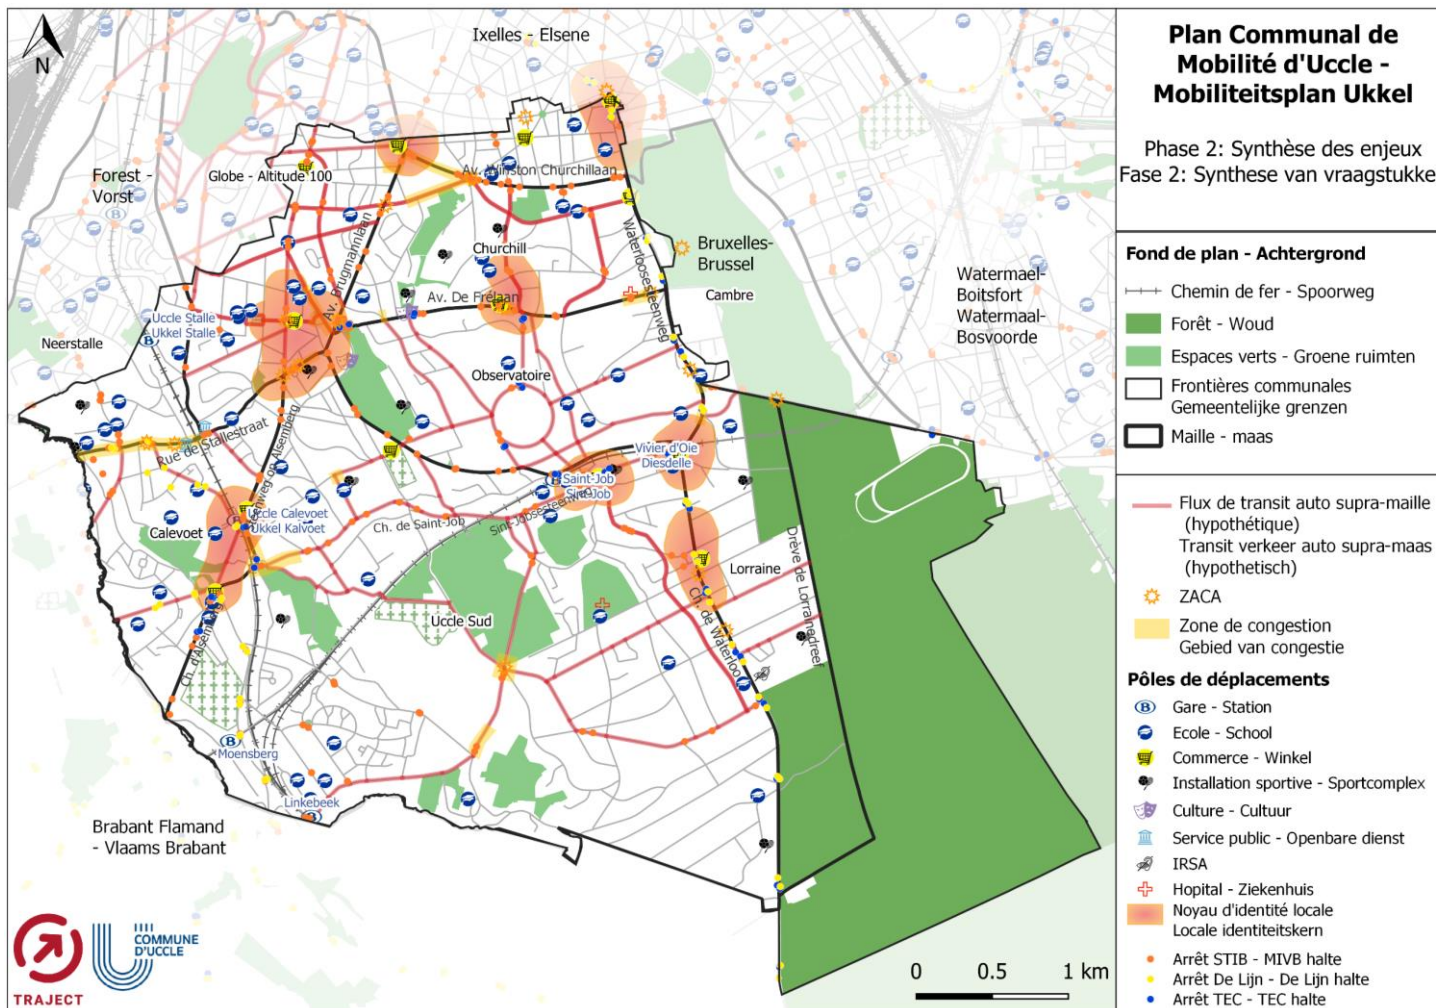 Plan Communal de
Mobilité d'Uccle -
Mobiliteitsplan Ukkel
Phase 2: Synthèse des enjeux
Fase 2: Synthese van vraagstukke
Fond de plan - Achtergrond
Chemin de fer - Spoorweg
Forêt - Woud
Espaces verts - Groene ruimten
Frontières communales
Gemeentelijke grenzen
Maille - maas
Flux de transit auto supra-maille
(hypothétique)
Transit verkeer auto supra-maas
(hypothetisch)
ZACA
Zone de congestion
Gebied van congestie
Pôles de déplacements
Gare - Station
Ecole - School
Commerce - Winkel
Installation sportive - Sportcomplex
Culture - Cultuur
Service public - Openbare dienst
IRSA
Hopital - Ziekenhuis
Noyau d'identité locale
Locale identiteitskern
Arrêt STIB - MIVB halte
Arrêt De Lijn - De Lijn halte
Arrêt TEC - TEC halte
N
Ixelles - Elsene
Forest -
Vorst
Globe - Altitude 100
Av. Winston Churchillaan
Av. Brugmannlaan
Churchill
Waterloosesteenweg
Bruxelles-
Brussel
Cambre
Watermael-
Boitsfort
Watermaal-
Bosvoorde
Av. De Frélaan
Uccle Stalle
Ukkel Stalle
Neerstalle
Observatoire
Rue de Stallestraat
Vivier d'Oie
Diesdelle
Saint-Job
Sint-Job
Uccle Calevoet
Ukkel Kalvoet
Calevoet
Ch. de Saint-Job
Sint-Jobsesteenweg
Lorraine
Drève de Lorrainedreef
Ch. de Waterloo
Uccle Sud
Ch. d'Alsemberg
Moensberg
Linkebeek
Brabant Flamand
- Vlaams Brabant
TRAJECT
COMMUNE
D'UCCLE
0 0.5 1 km